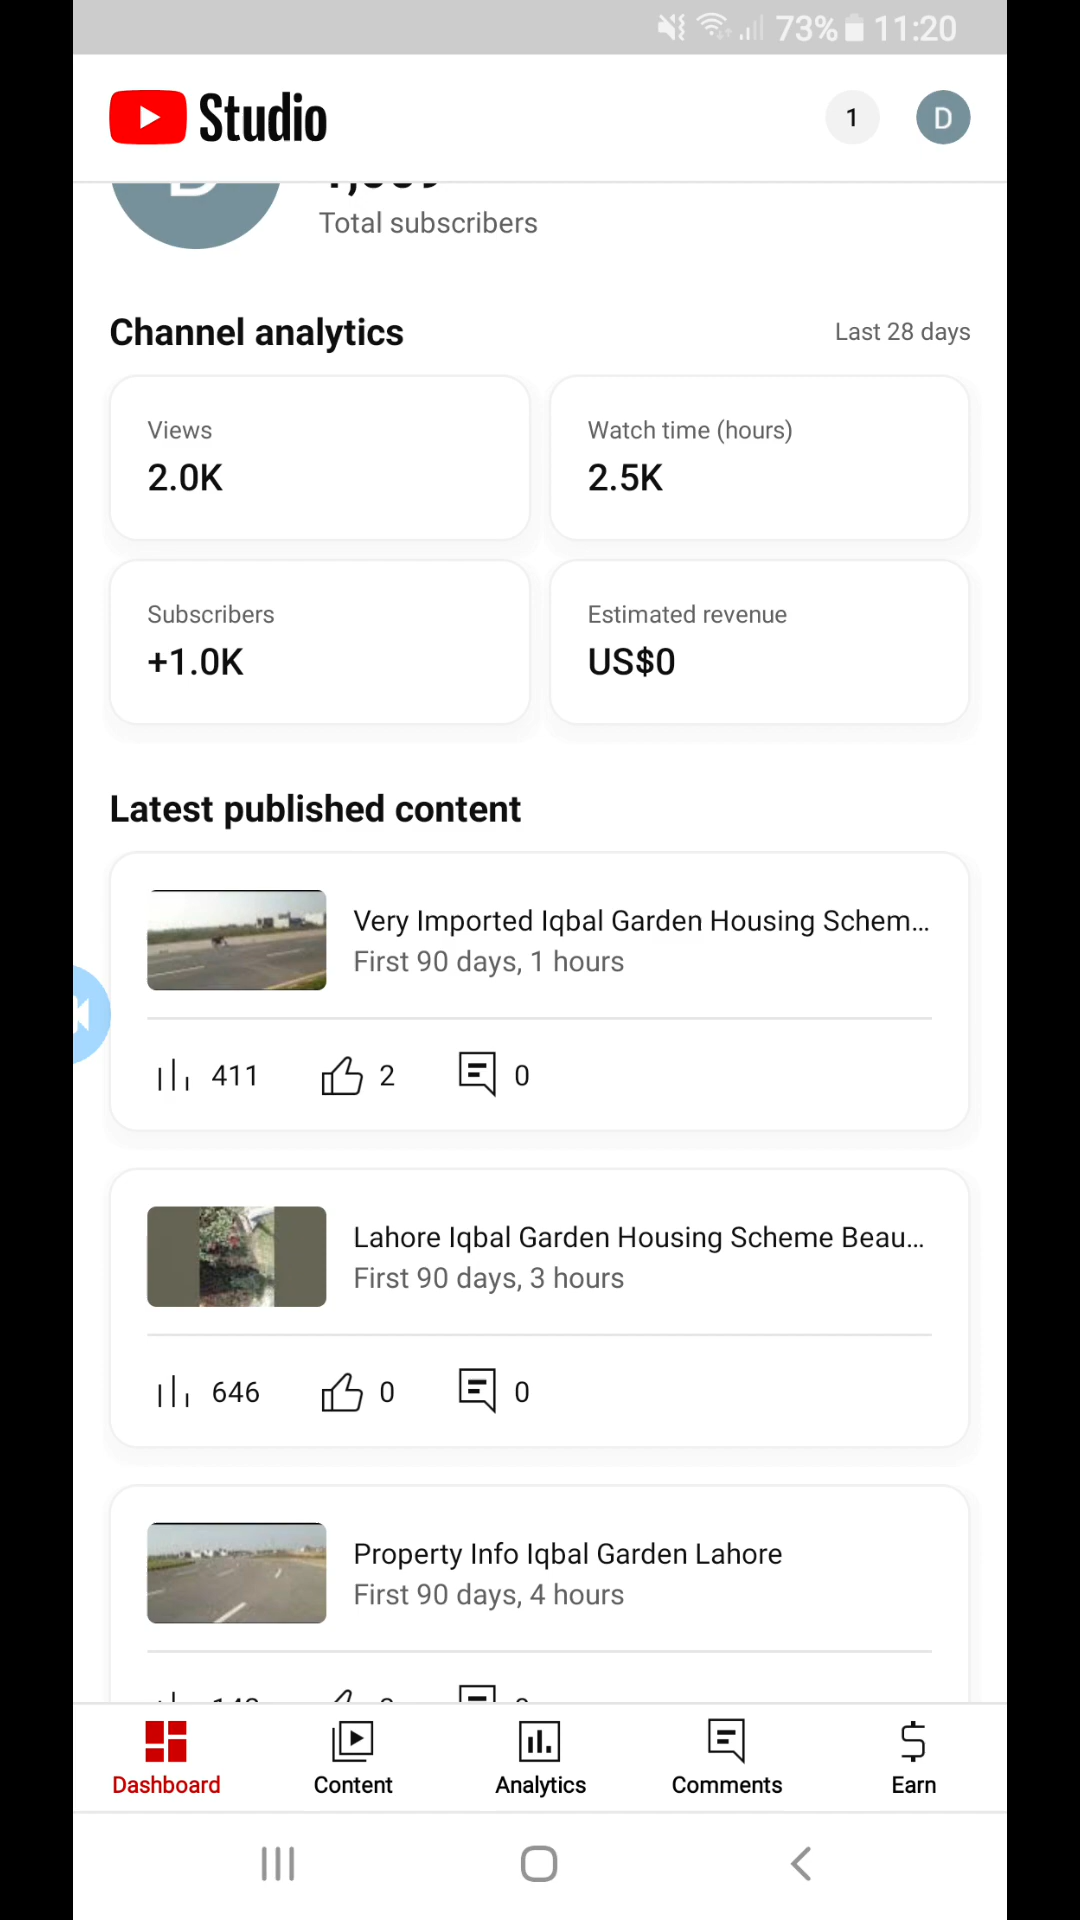 73% 11:20
Studio
1
D
Total subscribers
Channel analytics
Last 28 days
Views
2.0K
Watch time (hours)
2.5K
Subscribers
+1.0K
Estimated revenue
US$0
Latest published content
Very Imported Iqbal Garden Housing Schem...
First 90 days, 1 hours
411 2 0
Lahore Iqbal Garden Housing Scheme Beau...
First 90 days, 3 hours
646 0 0
Property Info Iqbal Garden Lahore
First 90 days, 4 hours
Dashboard
Content
Analytics
Comments
Earn